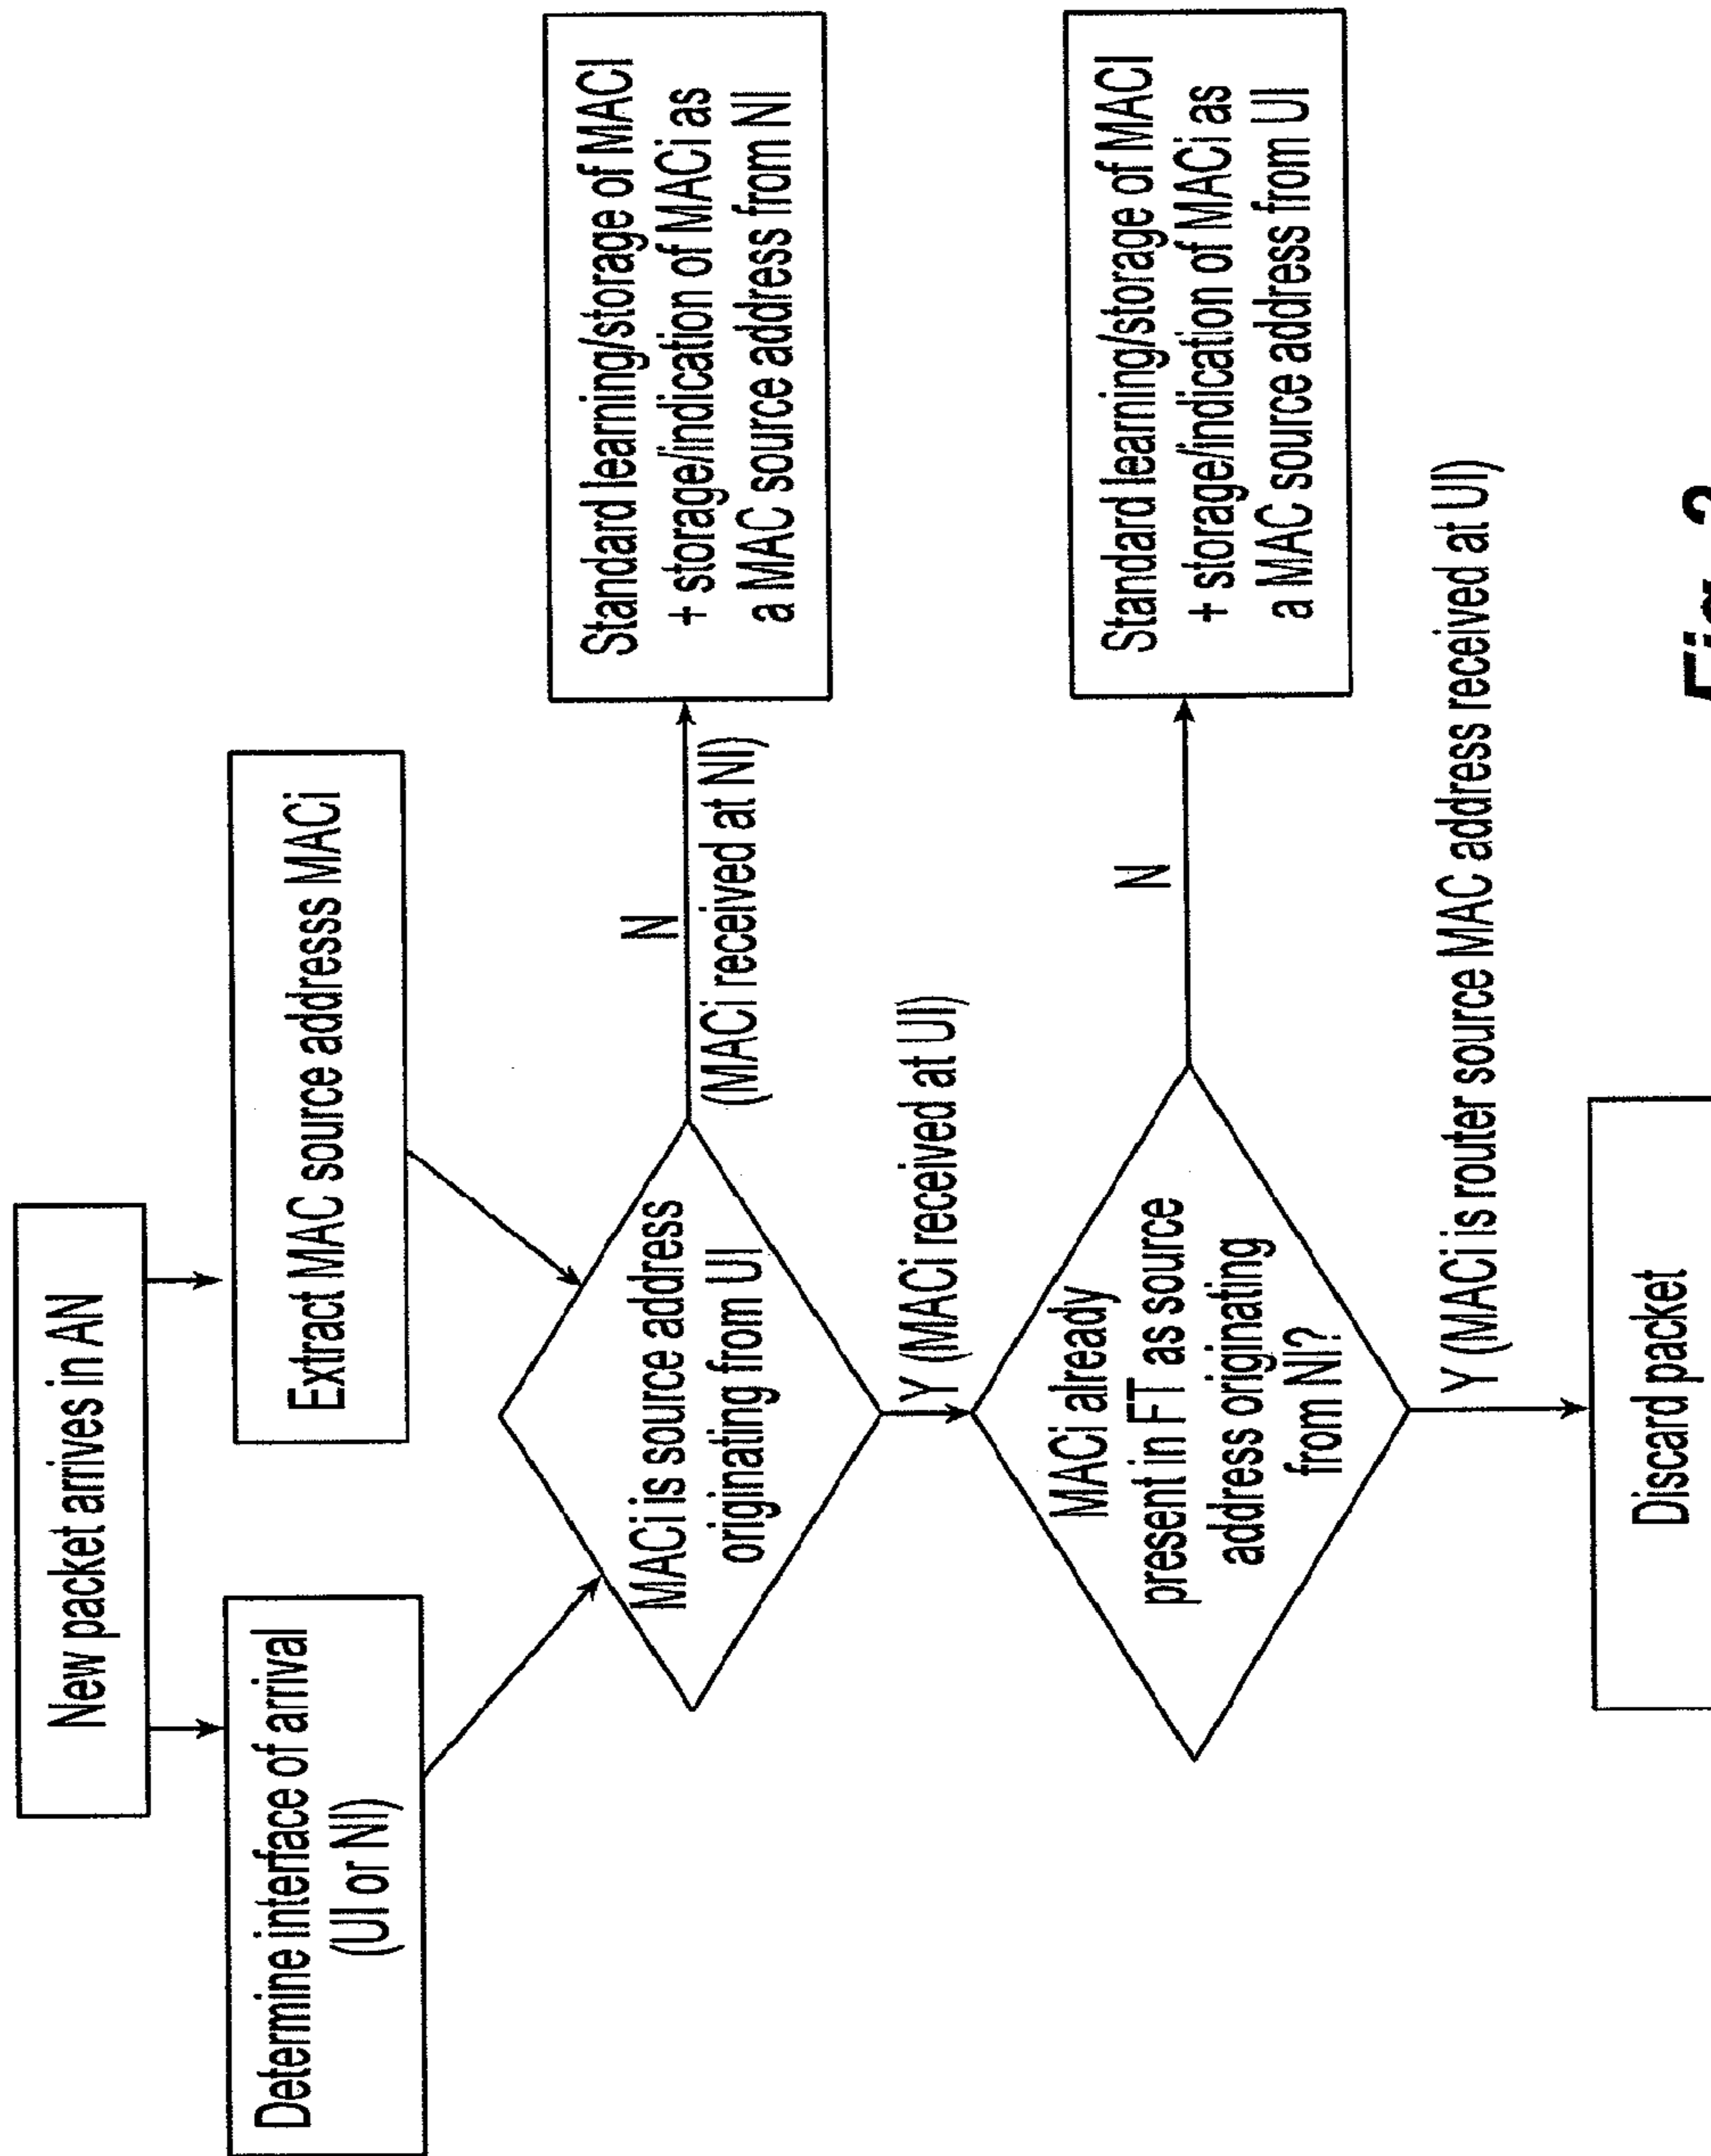 New packet arrives in AN
Determine interface of arrival
(UI or NI)
Extract MAC source adresss MACi
MACi is source address
originating from UI
N
(MACi received at NI)
Standard learning/storage of MACI
+ storage/indication of MACi as
a MAC source address from NI
Y (MACi received at UI)
MACi already
present in FT as source
address originating
from NI?
N
Standard learning/storage of MACI
+ storage/indication of MACi as
a MAC source address from UI
Y (MACi is router source MAC address received at UI)
Discard packet